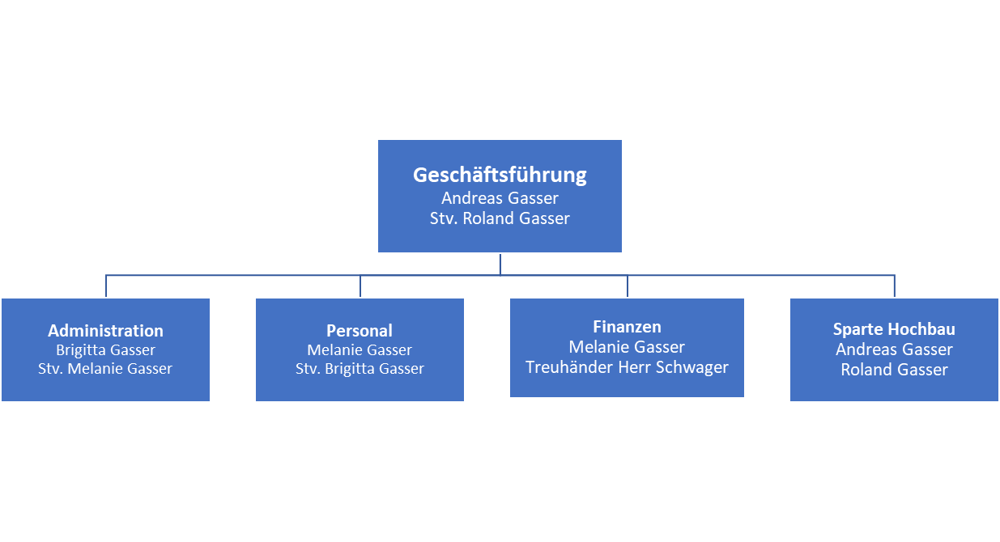 Geschäftsführung
Andreas Gasser
Stv. Roland Gasser
Administration
Brigitta Gasser
Stv. Melanie Gasser
Personal
Melanie Gasser
Stv. Brigitta Gasser
Finanzen
Melanie Gasser
Treuhänder Herr Schwager
Sparte Hochbau
Andreas Gasser
Roland Gasser